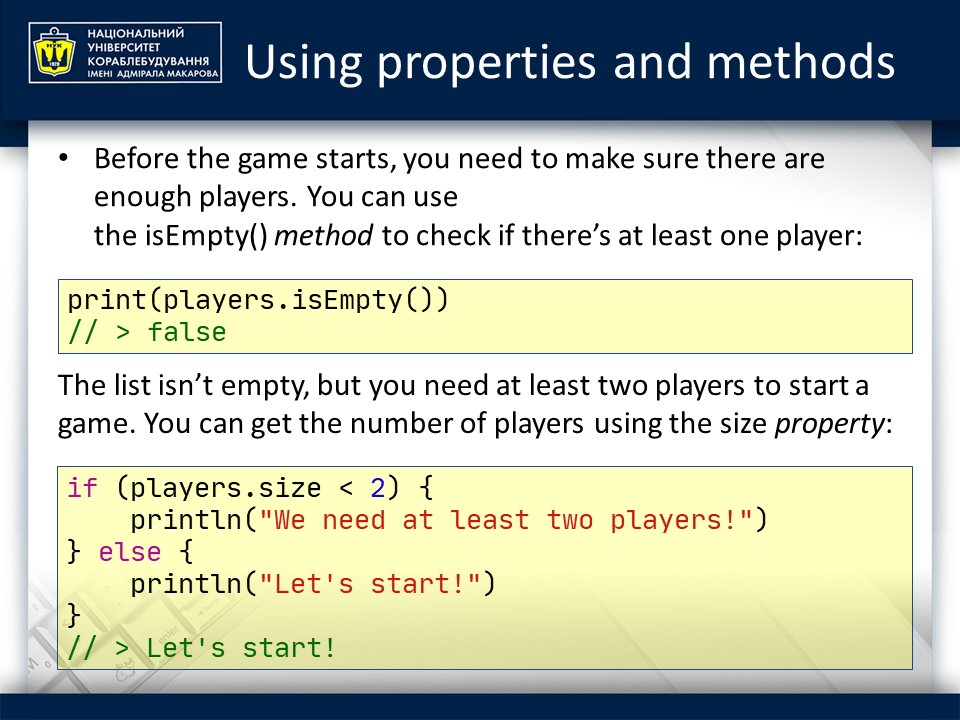 НАЦІОНАЛЬНИЙ
УНІВЕРСИТЕТ
КОРАБЛЕБУДУВАННЯ
ІМЕНІ АДМІРАЛА МАКАРОВА
НУК
1920
Using properties and methods
• Before the game starts, you need to make sure there are
enough players. You can use
the isEmpty() method to check if there’s at least one player:
print(players.isEmpty())
// > false
The list isn’t empty, but you need at least two players to start a
game. You can get the number of players using the size property:
if (players.size < 2) {
    println("We need at least two players!")
} else {
    println("Let's start!")
}
// > Let's start!